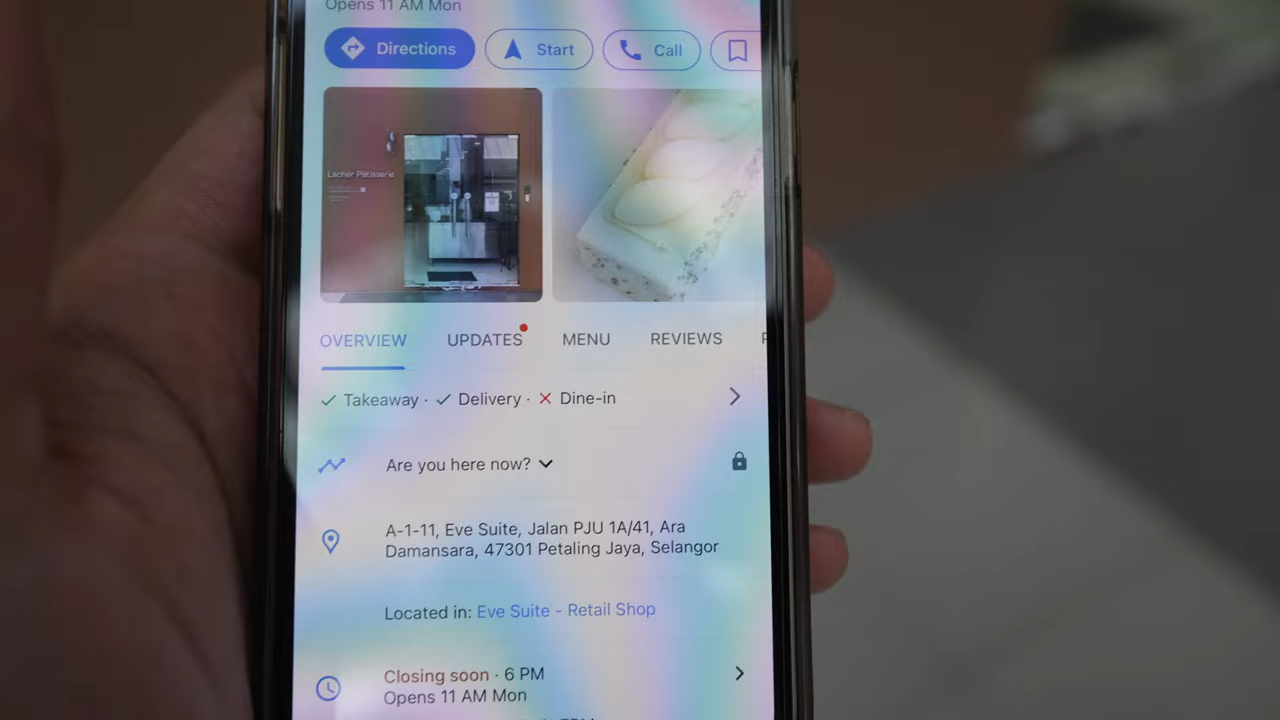 Opens 11 AM Mon
Directions
Start
Call
Lacher Patisserie
OVERVIEW
UPDATES
MENU
REVIEWS
Takeaway · Delivery · Dine-in
Are you here now?
A-1-11, Eve Suite, Jalan PJU 1A/41, Ara
Damansara, 47301 Petaling Jaya, Selangor
Located in: Eve Suite - Retail Shop
Closing soon · 6 PM
Opens 11 AM Mon